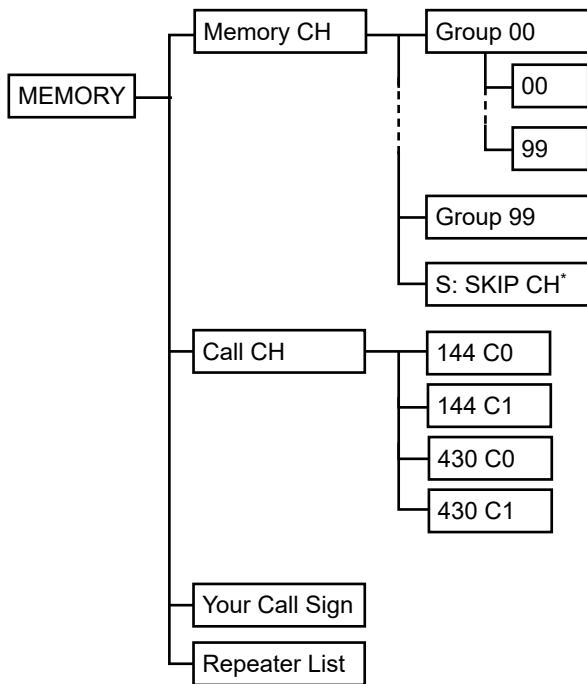 MEMORY
Memory CH
Group 00
00
99
Group 99
S: SKIP CH*
Call CH
144 C0
144 C1
430 C0
430 C1
Your Call Sign
Repeater List